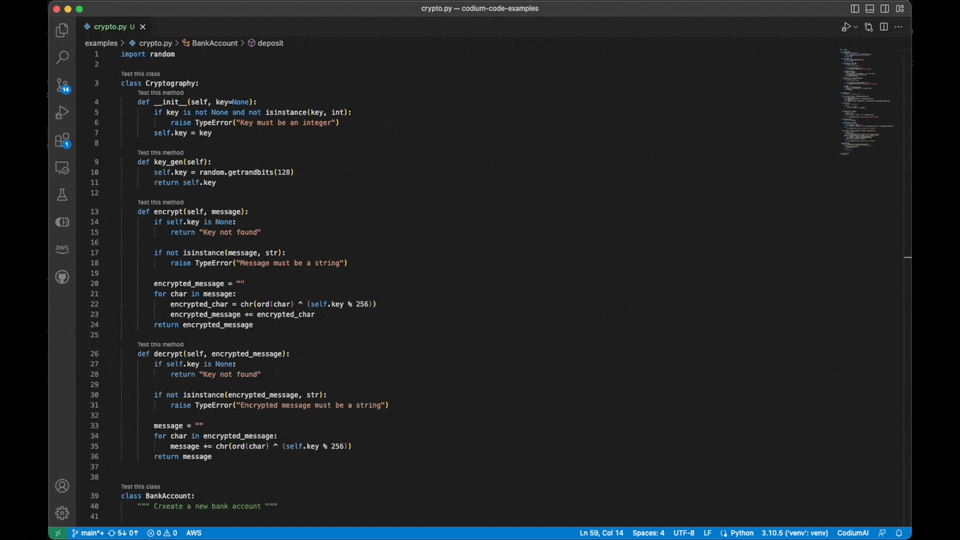 crypto.py — codium-code-examples
crypto.py U
examples > crypto.py > BankAccount > deposit
1 import random
2
Test this class
3 class Cryptography:
Test this method
4 def __init__(self, key=None):
5 if key is not None and not isinstance(key, int):
6 raise TypeError("Key must be an integer")
7 self.key = key
8
Test this method
9 def key_gen(self):
10 self.key = random.getrandbits(128)
11 return self.key
12
Test this method
13 def encrypt(self, message):
14 if self.key is None:
15 return "Key not found"
16
17 if not isinstance(message, str):
18 raise TypeError("Message must be a string")
19
20 encrypted_message = ""
21 for char in message:
22 encrypted_char = chr(ord(char) ^ (self.key % 256))
23 encrypted_message += encrypted_char
24 return encrypted_message
25
Test this method
26 def decrypt(self, encrypted_message):
27 if self.key is None:
28 return "Key not found"
29
30 if not isinstance(encrypted_message, str):
31 raise TypeError("Encrypted message must be a string")
32
33 message = ""
34 for char in encrypted_message:
35 message += chr(ord(char) ^ (self.key % 256))
36 return message
37
38
Test this class
39 class BankAccount:
40 """ Crxeate a new bank account """
41
14
1
aws
main*+ 5↓ 0↑ 0 0 AWS Ln 59, Col 14 Spaces: 4 UTF-8 LF Python 3.10.5 ('venv': venv) CodiumAI